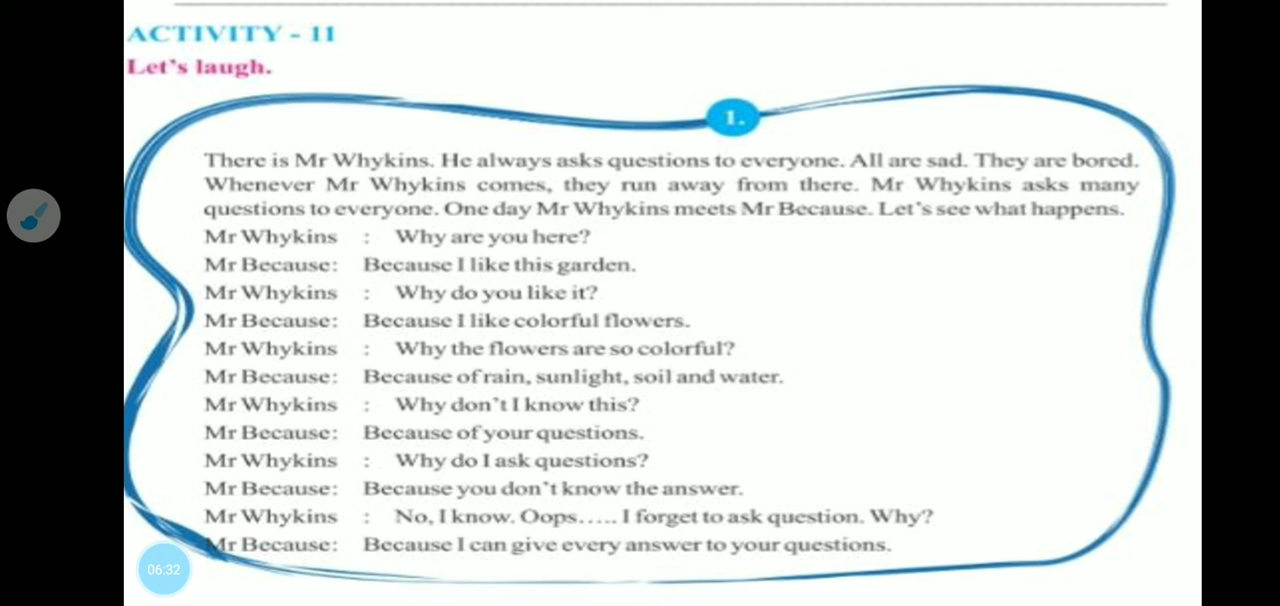 ACTIVITY - 11
Let's laugh.
1.
There is Mr Whykins. He always asks questions to everyone. All are sad. They are bored.
Whenever Mr Whykins comes, they run away from there. Mr Whykins asks many
questions to everyone. One day Mr Whykins meets Mr Because. Let's see what happens.
Mr Whykins : Why are you here?
Mr Because: Because I like this garden.
Mr Whykins : Why do you like it?
Mr Because: Because I like colorful flowers.
Mr Whykins : Why the flowers are so colorful?
Mr Because: Because of rain, sunlight, soil and water.
Mr Whykins : Why don't I know this?
Mr Because: Because of your questions.
Mr Whykins : Why do I ask questions?
Mr Because: Because you don't know the answer.
Mr Whykins : No, I know. Oops..... I forget to ask question. Why?
Mr Because: Because I can give every answer to your questions.
06:32